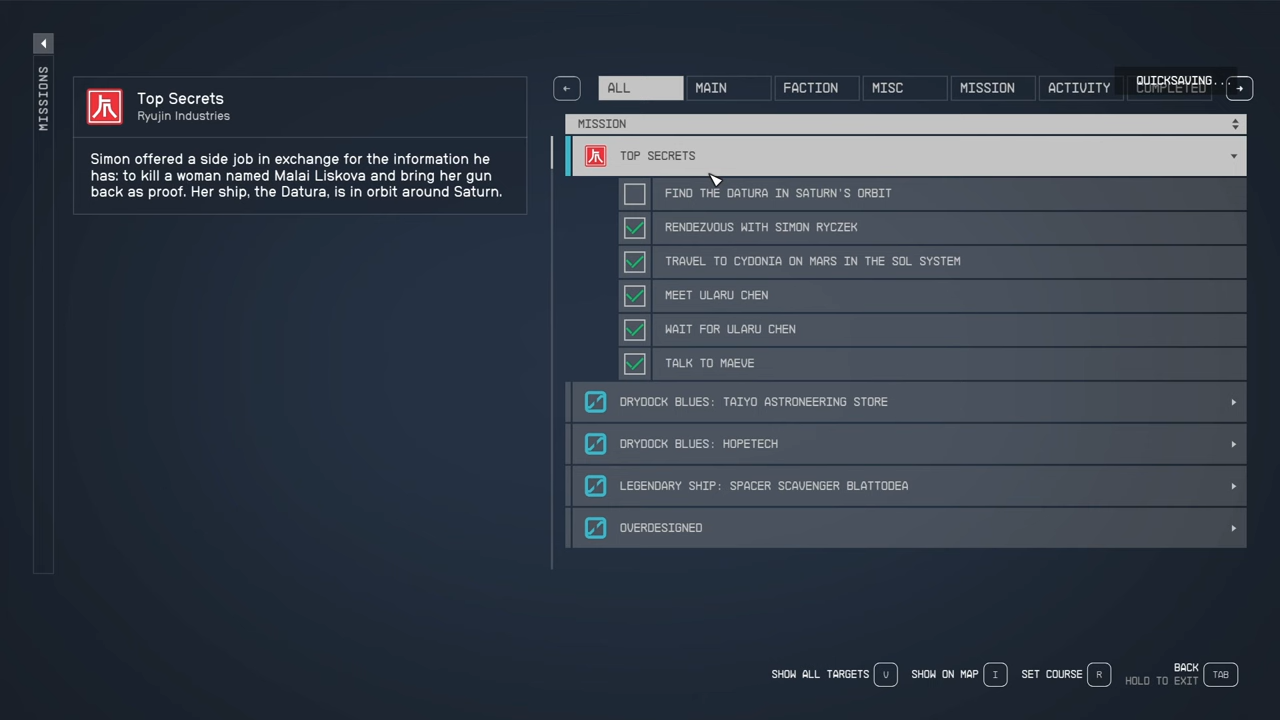 MISSIONS
Top Secrets
Ryujin Industries
Simon offered a side job in exchange for the information he
has: to kill a woman named Malai Liskova and bring her gun
back as proof. Her ship, the Datura, is in orbit around Saturn.
ALL MAIN FACTION MISC MISSION ACTIVITY COMPLETED
QUICKSAVING...
MISSION
TOP SECRETS
FIND THE DATURA IN SATURN'S ORBIT
RENDEZVOUS WITH SIMON RYCZEK
TRAVEL TO CYDONIA ON MARS IN THE SOL SYSTEM
MEET ULARU CHEN
WAIT FOR ULARU CHEN
TALK TO MAEVE
DRYDOCK BLUES: TAIYO ASTRONEERING STORE
DRYDOCK BLUES: HOPETECH
LEGENDARY SHIP: SPACER SCAVENGER BLATTODEA
OVERDESIGNED
SHOW ALL TARGETS V SHOW ON MAP I SET COURSE R BACK TAB
HOLD TO EXIT